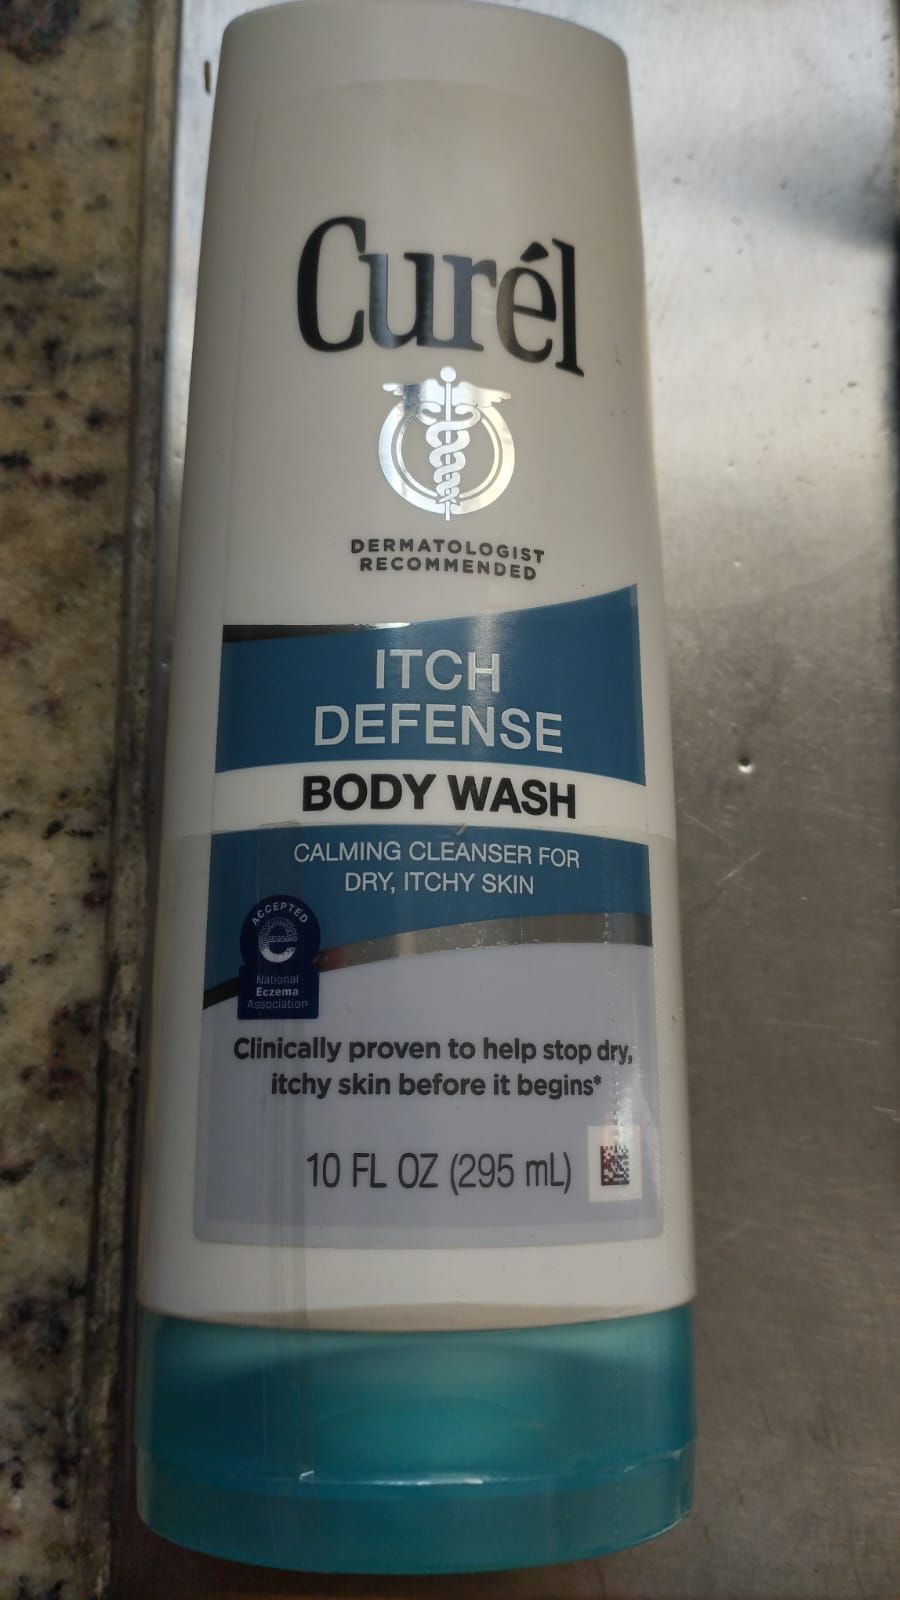 Curél
DERMATOLOGIST
RECOMMENDED
ITCH
DEFENSE
BODY WASH
CALMING CLEANSER FOR
DRY, ITCHY SKIN
ACCEPTED
e
National
Eczema
Association
Clinically proven to help stop dry,
itchy skin before it begins*
10 FL OZ (295 mL)